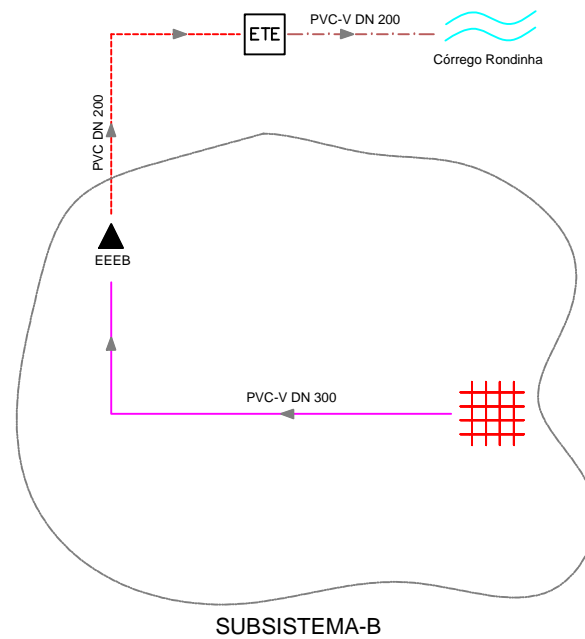 PVC-V DN 200
ETE
Córrego Rondinha
PVC DN 200
EEEB
PVC-V DN 300
SUBSISTEMA-B